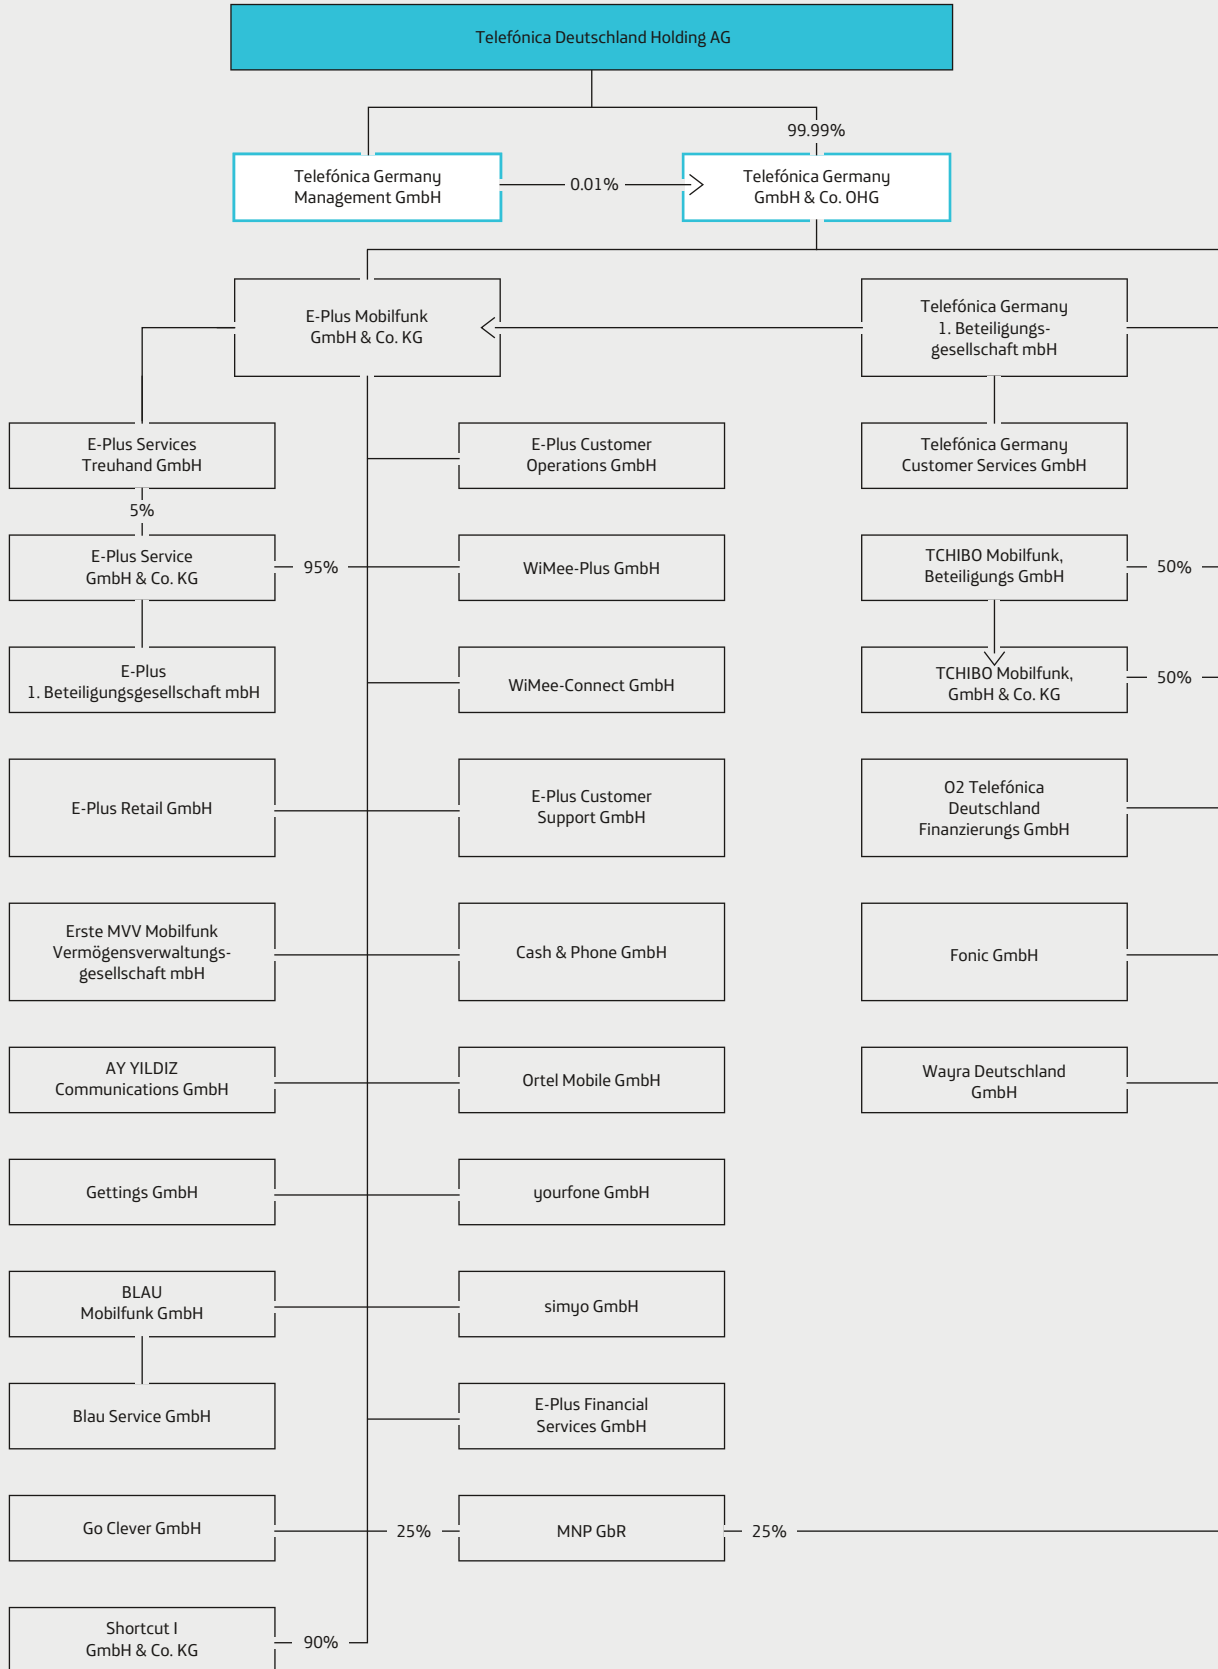 Telefónica Deutschland Holding AG
99.99%
Telefónica Germany
Management GmbH
0.01%
Telefónica Germany
GmbH & Co. OHG
E-Plus Mobilfunk
GmbH & Co. KG
Telefónica Germany
1. Beteiligungs-
gesellschaft mbH
E-Plus Services
Treuhand GmbH
E-Plus Customer
Operations GmbH
Telefónica Germany
Customer Services GmbH
5%
E-Plus Service
GmbH & Co. KG
95%
WiMee-Plus GmbH
TCHIBO Mobilfunk,
Beteiligungs GmbH
50%
E-Plus
1. Beteiligungsgesellschaft mbH
WiMee-Connect GmbH
TCHIBO Mobilfunk,
GmbH & Co. KG
50%
E-Plus Retail GmbH
E-Plus Customer
Support GmbH
O2 Telefónica
Deutschland
Finanzierungs GmbH
Erste MVV Mobilfunk
Vermögensverwaltungs-
gesellschaft mbH
Cash & Phone GmbH
Fonic GmbH
AY YILDIZ
Communications GmbH
Ortel Mobile GmbH
Wayra Deutschland
GmbH
Gettings GmbH
yourfone GmbH
BLAU
Mobilfunk GmbH
simyo GmbH
Blau Service GmbH
E-Plus Financial
Services GmbH
Go Clever GmbH
25%
MNP GbR
25%
Shortcut I
GmbH & Co. KG
90%